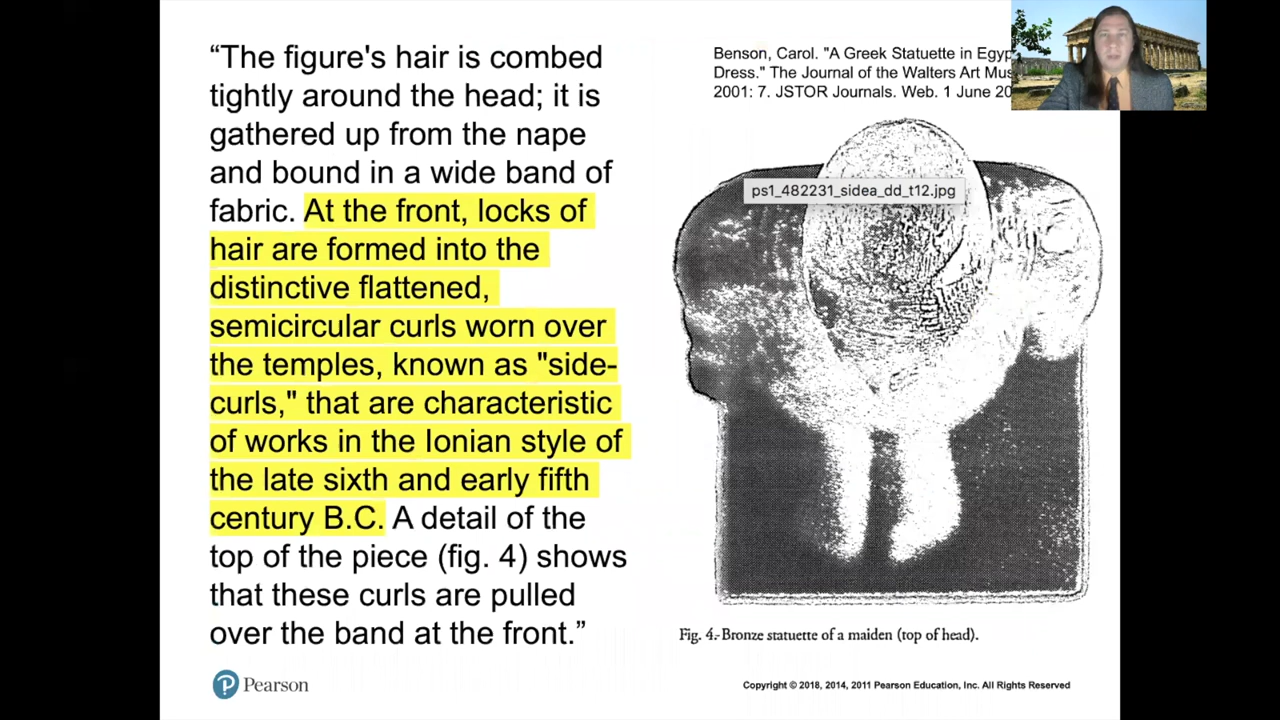 “The figure's hair is combed
tightly around the head; it is
gathered up from the nape
and bound in a wide band of
fabric. At the front, locks of
hair are formed into the
distinctive flattened,
semicircular curls worn over
the temples, known as "side-
curls," that are characteristic
of works in the Ionian style of
the late sixth and early fifth
century B.C. A detail of the
top of the piece (fig. 4) shows
that these curls are pulled
over the band at the front.”
Benson, Carol. "A Greek Statuette in
Dress." The Journal of the Walters Art
2001: 7. JSTOR Journals. Web. 1 June
ps1_482231_sidea_dd_t12.jpg
Fig. 4.- Bronze statuette of a maiden (top of head).
Pearson
Copyright © 2018, 2014, 2011 Pearson Education, Inc. All Rights Reserved